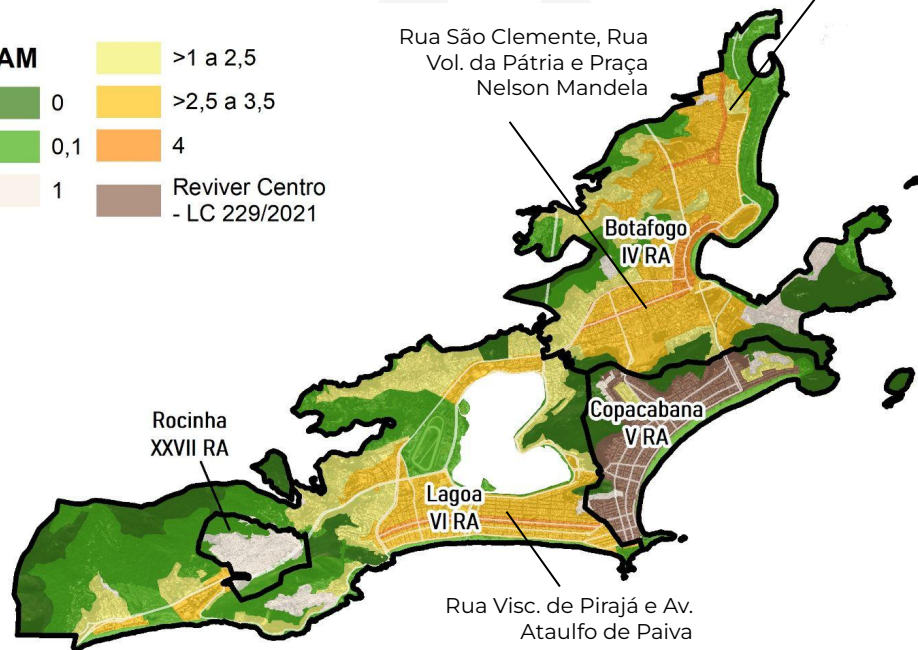 AM
0
0,1
1
>1 a 2,5
>2,5 a 3,5
4
Reviver Centro
- LC 229/2021
Rua São Clemente, Rua
Vol. da Pátria e Praça
Nelson Mandela
Botafogo
IV RA
Copacabana
V RA
Rocinha
XXVII RA
Lagoa
VI RA
Rua Visc. de Pirajá e Av.
Ataulfo de Paiva